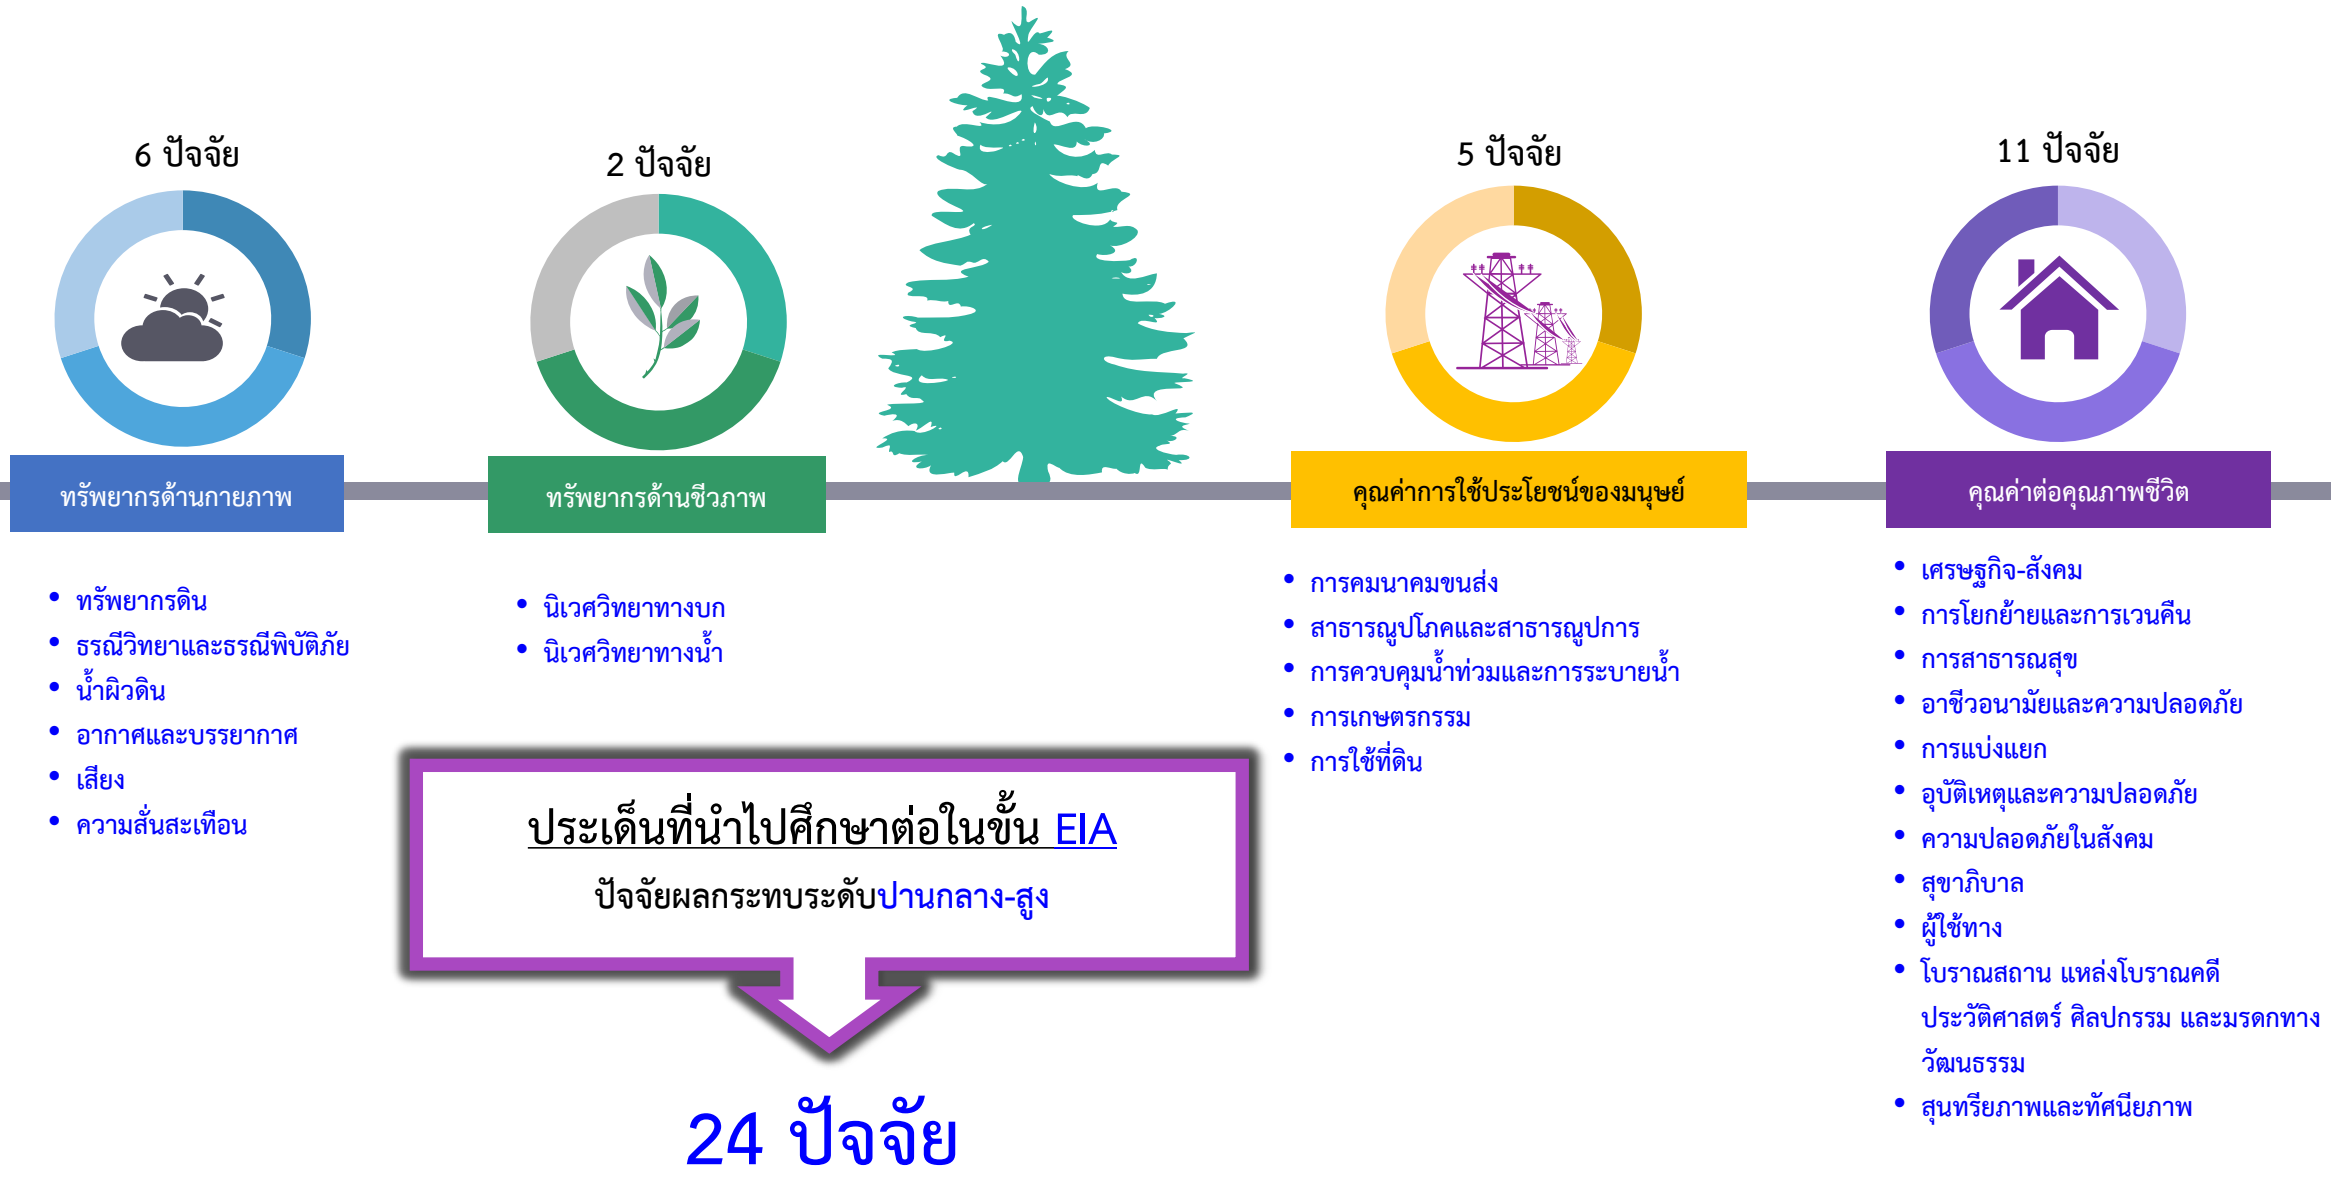 6 ปัจจัย
ทรัพยากรด้านกายภาพ
• ทรัพยากรดิน
• ธรณีวิทยาและธรณีพิบัติภัย
• น้ำผิวดิน
• อากาศและบรรยากาศ
• เสียง
• ความสั่นสะเทือน
2 ปัจจัย
ทรัพยากรด้านชีวภาพ
• นิเวศวิทยาทางบก
• นิเวศวิทยาทางน้ำ
5 ปัจจัย
คุณค่าการใช้ประโยชน์ของมนุษย์
• การคมนาคมขนส่ง
• สาธารณูปโภคและสาธารณูปการ
• การควบคุมน้ำท่วมและการระบายน้ำ
• การเกษตรกรรม
• การใช้ที่ดิน
11 ปัจจัย
คุณค่าต่อคุณภาพชีวิต
• เศรษฐกิจ-สังคม
• การโยกย้ายและการเวนคืน
• การสาธารณสุข
• อาชีวอนามัยและความปลอดภัย
• การแบ่งแยก
• อุบัติเหตุและความปลอดภัย
• ความปลอดภัยในสังคม
• สุขาภิบาล
• ผู้ใช้ทาง
• โบราณสถาน แหล่งโบราณคดี
ประวัติศาสตร์ ศิลปกรรม และมรดกทาง
วัฒนธรรม
• สุนทรียภาพและทัศนียภาพ
ประเด็นที่นำไปศึกษาต่อในขั้น EIA
ปัจจัยผลกระทบระดับปานกลาง-สูง
24 ปัจจัย